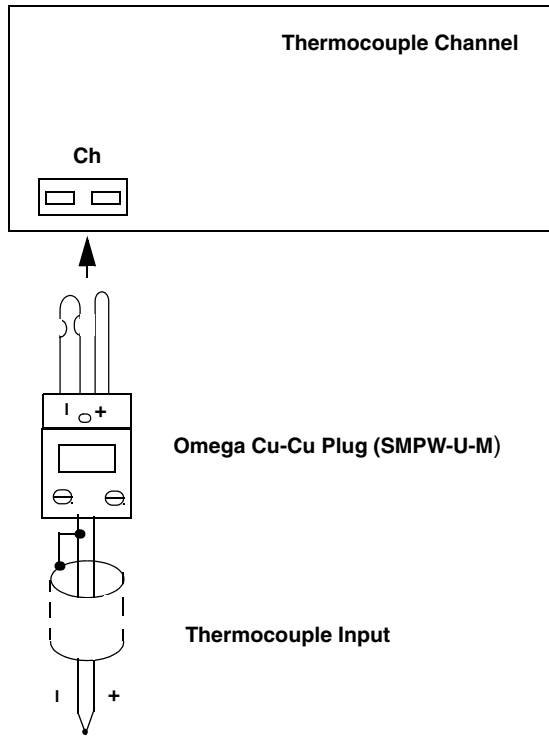 Thermocouple Channel
Ch
I +
Omega Cu-Cu Plug (SMPW-U-M)
Thermocouple Input
I +